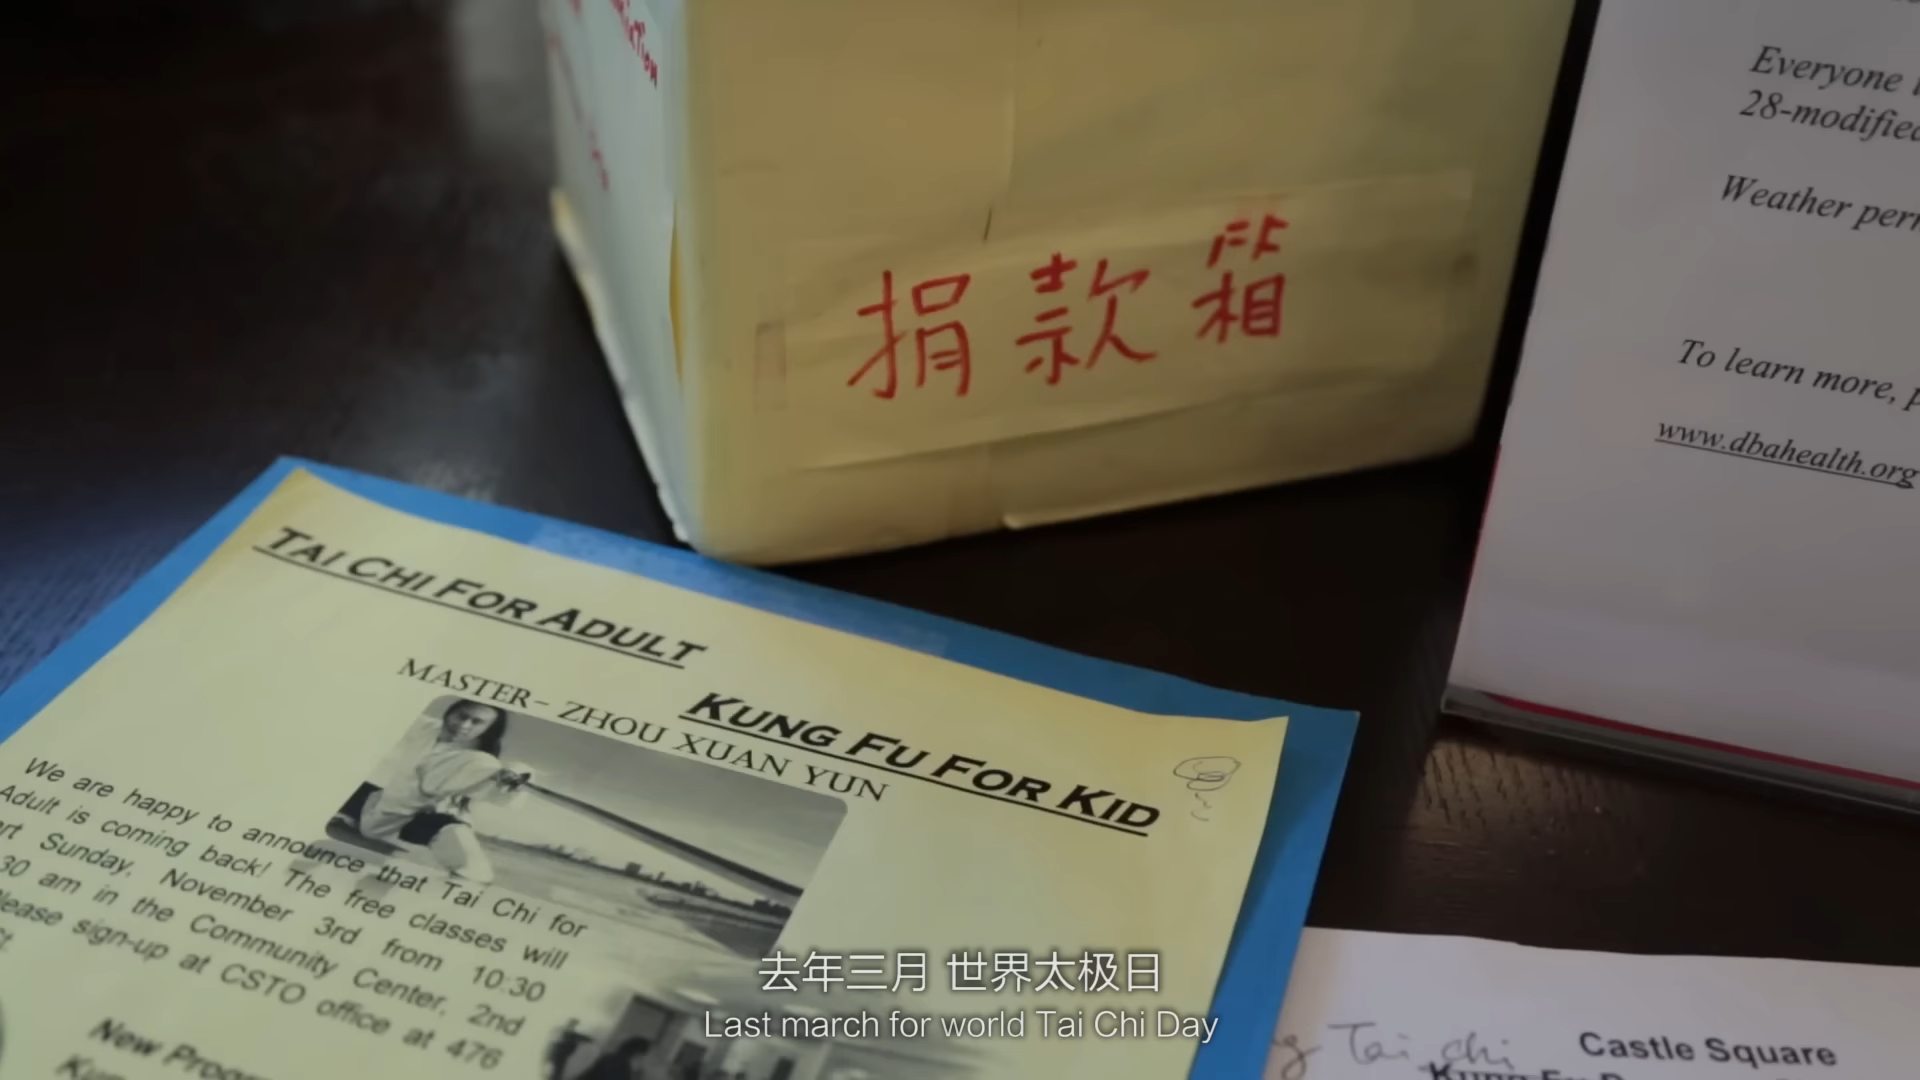 捐款箱
Everyone
28-modified
Weather
To learn more,
www.dbahealth.org
TAI CHI FOR ADULT
KUNG FU FOR KID
MASTER- ZHOU XUAN YUN
We are happy to announce that Tai Chi for
Adult is coming back! The free classes will
Sunday, November 3rd from 10:30
30 am in the Community Center, 2nd
sign-up at CSTO office at 476
New
去年三月 世界太极日
Last march for world Tai Chi Day
Tai chi
Castle Square
Kung Fu